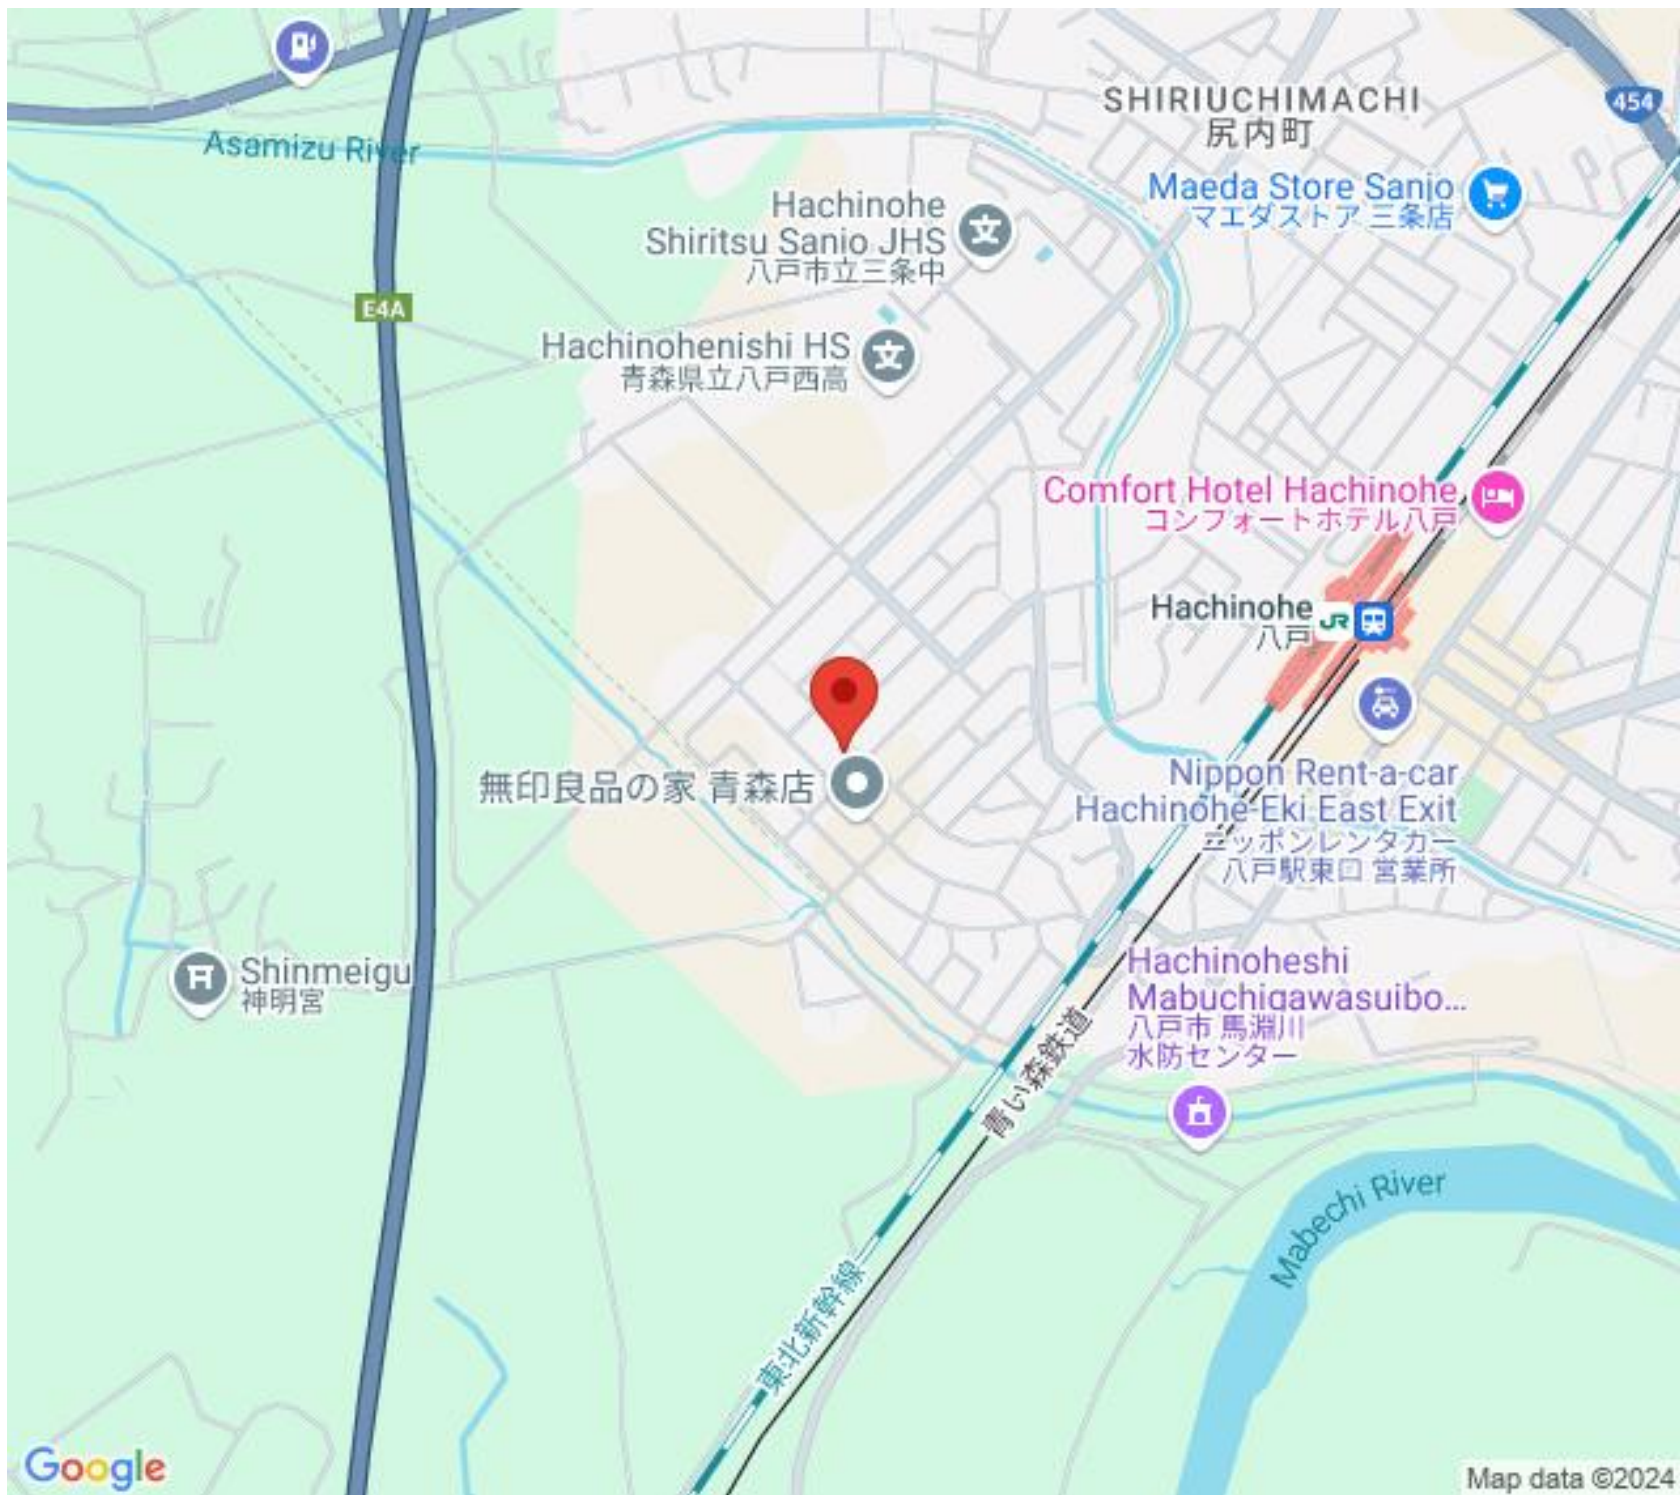 454
SHIRIUCHIMACHI
尻内町
Asamizu River
Maeda Store Sanjo
マエダストア 三条店
Hachinohe
Shiritsu Sanjo JHS
八戸市立三条中
E4A
Hachinohenishi HS
青森県立八戸西高
Comfort Hotel Hachinohe
コンフォートホテル八戸
Hachinohe
八戸
JR
無印良品の家 青森店
Nippon Rent-a-car
Hachinohe-Eki East Exit
ニッポンレンタカー
八戸駅東口 営業所
Shinmeigu
神明宮
Hachinoheshi
Mabuchigawasuibo...
八戸市 馬淵川
水防センター
青い森鉄道
Mabechi River
東北新幹線
Google
Map data ©2024